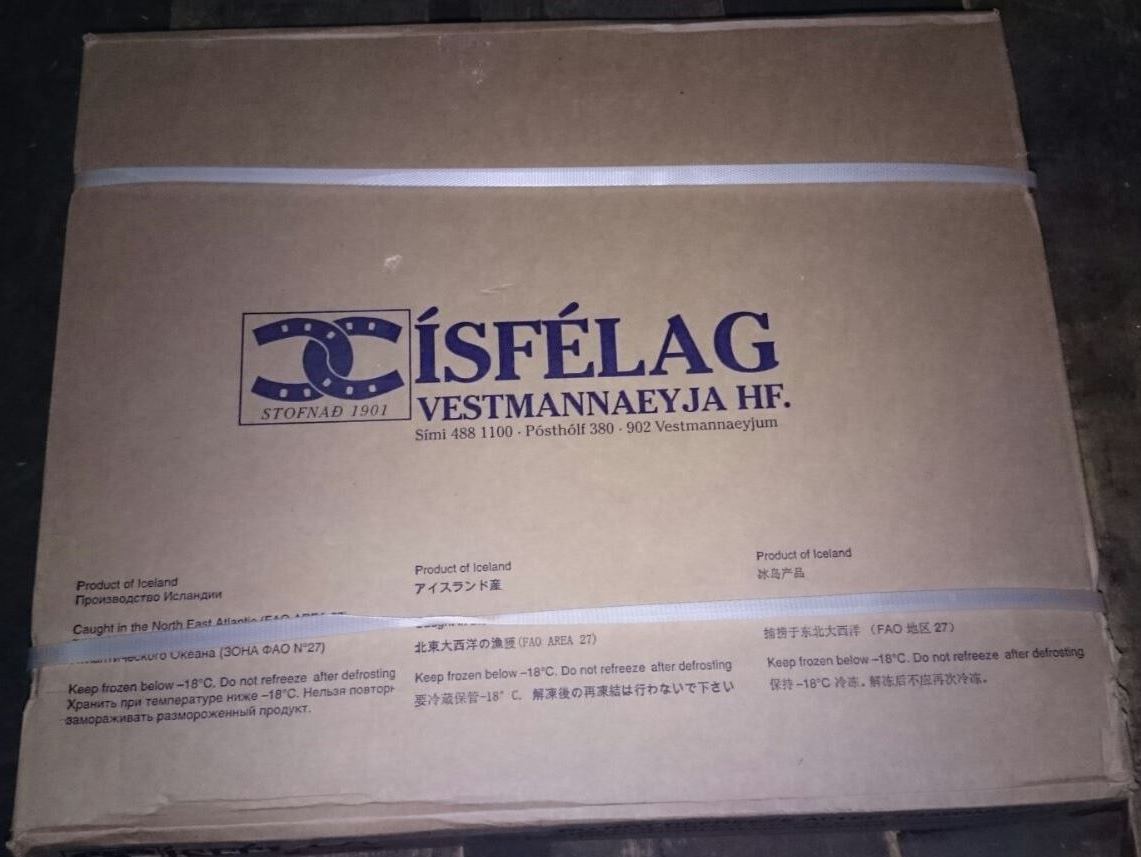 STOFNAÐ 1901
ÍSFÉLAG
VESTMANNAEYJA HF.
Sími 488 1100 · Pósthólf 380 · 902 Vestmannaeyjum
Product of Iceland
Производство Исландии
Caught in the North East Atlantic (FAO AREA
Океана (ЗОНА ФАО N°27)
Keep frozen below –18°C. Do not refreeze after defrosting
Хранить при температуре ниже –18°C. Нельзя повторн
замораживать размороженный продукт.
Product of Iceland
アイスランド産
北東大西洋の漁獲(FAO AREA 27)
Keep frozen below –18°C. Do not refreeze after defrosting
要冷蔵保管-18° C. 解凍後の再凍結は行わないで下さい
Product of Iceland
冰岛产品
捕捞于东北大西洋 (FAO 地区 27)
Keep frozen below –18°C. Do not refreeze after defrosting
保持 -18°C 冷冻. 解冻后不应再次冷冻.
ÍSFÉLAG